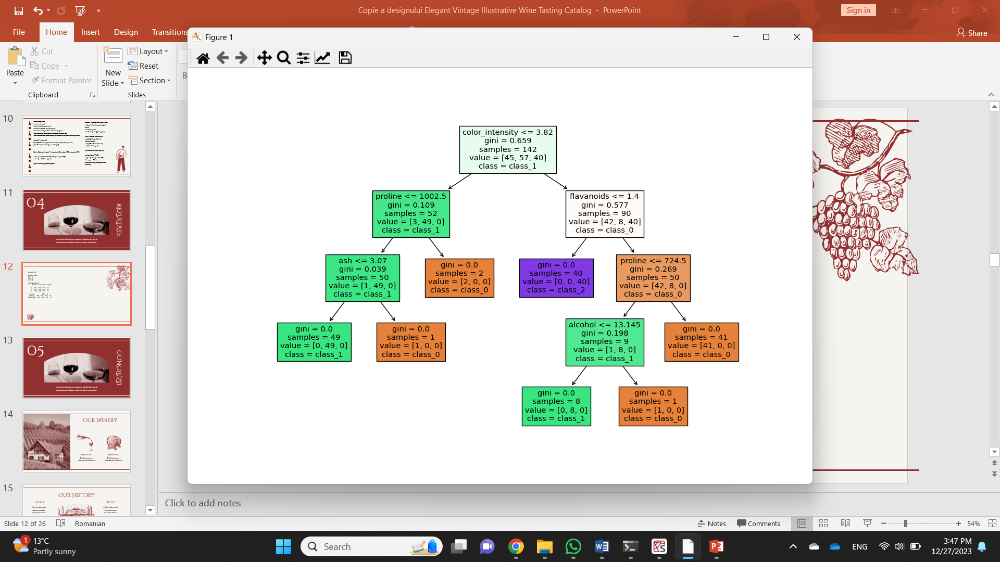 Copie a designului Elegant Vintage Illustrative Wine Tasting Catalog - PowerPoint
Sign in
File
Home
Insert
Design
Transitions
Share
Paste
Cut
Copy
Format Painter
Clipboard
New
Slide
Layout
Reset
Section
Slides
B
Figure 1
color_intensity <= 3.82
gini = 0.659
samples = 142
value = [45, 57, 40]
class = class_1
proline <= 1002.5
gini = 0.109
samples = 52
value = [3, 49, 0]
class = class_1
flavanoids <= 1.4
gini = 0.577
samples = 90
value = [42, 8, 40]
class = class_0
ash <= 3.07
gini = 0.039
samples = 50
value = [1, 49, 0]
class = class_1
gini = 0.0
samples = 2
value = [2, 0, 0]
class = class_0
gini = 0.0
samples = 40
value = [0, 0, 40]
class = class_2
proline <= 724.5
gini = 0.269
samples = 50
value = [42, 8, 0]
class = class_0
gini = 0.0
samples = 49
value = [0, 49, 0]
class = class_1
gini = 0.0
samples = 1
value = [1, 0, 0]
class = class_0
alcohol <= 13.145
gini = 0.198
samples = 9
value = [1, 8, 0]
class = class_1
gini = 0.0
samples = 41
value = [41, 0, 0]
class = class_0
gini = 0.0
samples = 8
value = [0, 8, 0]
class = class_1
gini = 0.0
samples = 1
value = [1, 0, 0]
class = class_0
10
11
04
REZULTATE
12
13
05
CONCLUZII
14
OUR WINERY
15
OUR HISTORY
2020
2022
Click to add notes
Slide 12 of 26
Romanian
Notes
Comments
54%
1
13°C
Partly sunny
Search
ENG
3:47 PM
12/27/2023